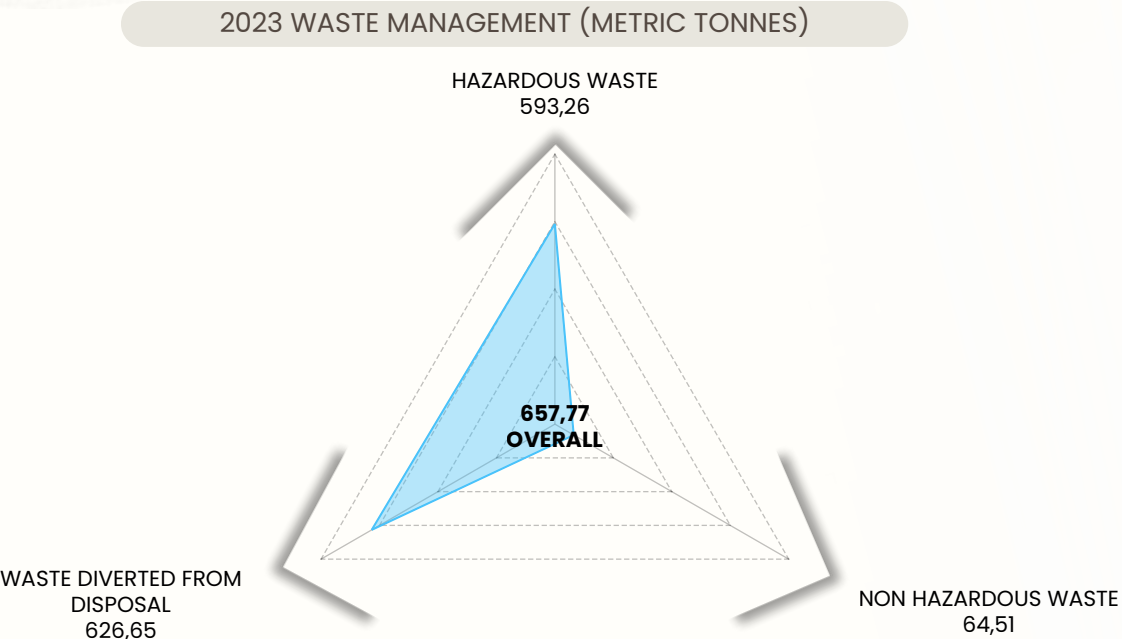 2023 WASTE MANAGEMENT (METRIC TONNES)
HAZARDOUS WASTE
593,26
657,77
OVERALL
WASTE DIVERTED FROM
DISPOSAL
626,65
NON HAZARDOUS WASTE
64,51